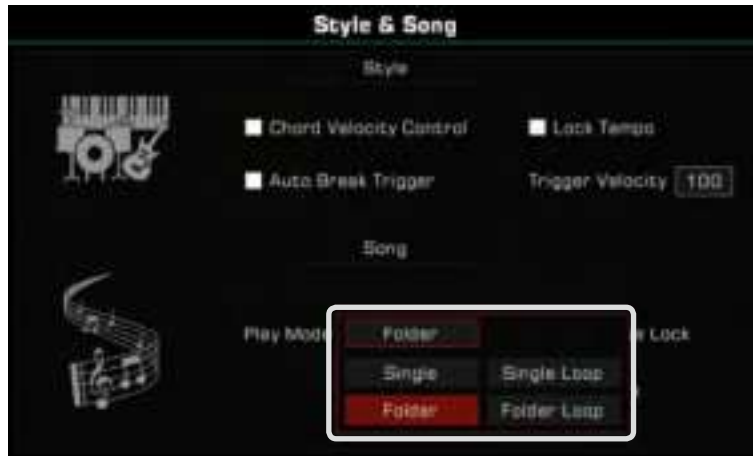 Style & Song
Style
Chord Velocity Control
Lock Tempo
Auto Break Trigger
Trigger Velocity 100
Song
Play Mode Folder Lock
Single Single Loop
Folder Folder Loop